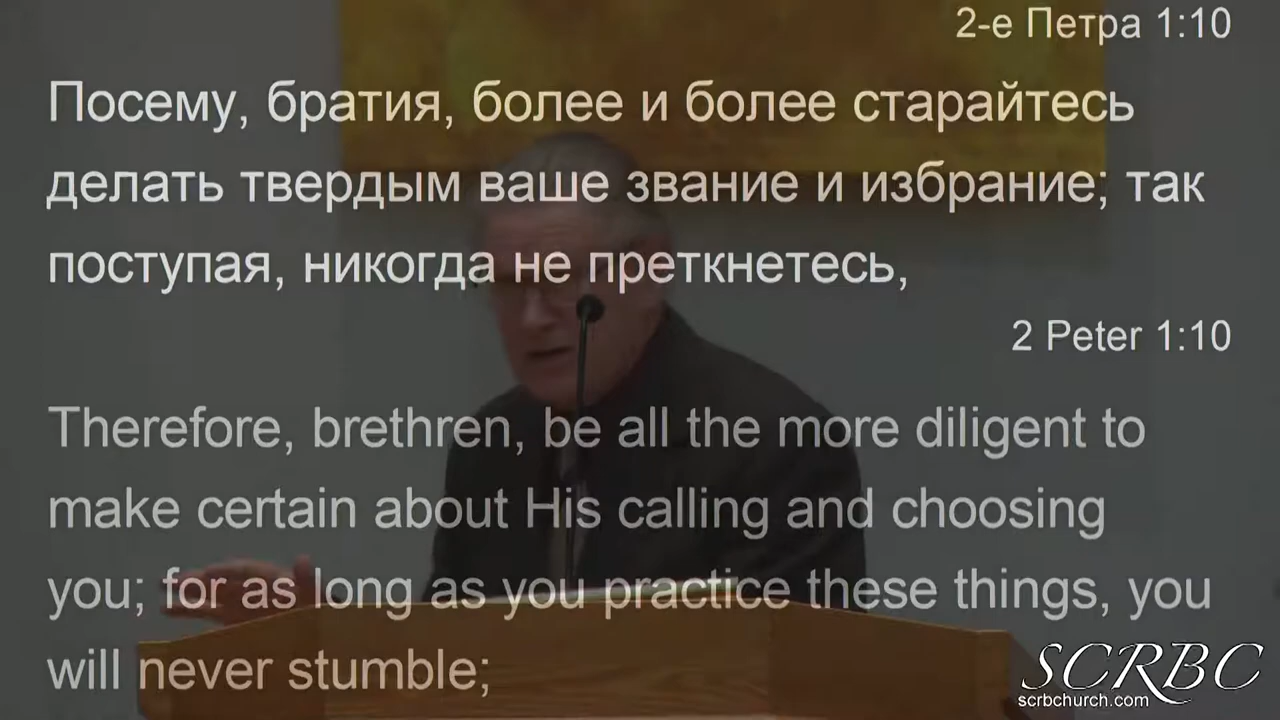 2-е Петра 1:10
Посему, братия, более и более старайтесь
делать твердым ваше звание и избрание; так
поступая, никогда не преткнетесь,
2 Peter 1:10
Therefore, brethren, be all the more diligent to
make certain about His calling and choosing
you; for as long as you practice these things, you
will never stumble;
SCRBC
scrbchurch.com